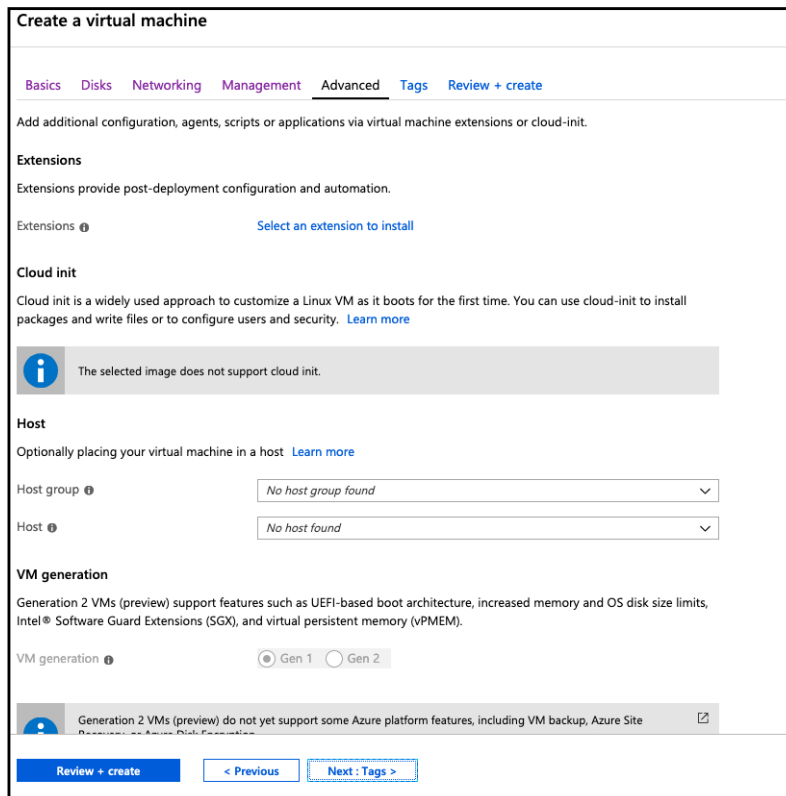 Create a virtual machine
Basics Disks Networking Management Advanced Tags Review + create
Add additional configuration, agents, scripts or applications via virtual machine extensions or cloud-init.
Extensions
Extensions provide post-deployment configuration and automation.
Extensions Select an extension to install
Cloud init
Cloud init is a widely used approach to customize a Linux VM as it boots for the first time. You can use cloud-init to install
packages and write files or to configure users and security. Learn more
The selected image does not support cloud init.
Host
Optionally placing your virtual machine in a host Learn more
Host group No host group found
Host No host found
VM generation
Generation 2 VMs (preview) support features such as UEFI-based boot architecture, increased memory and OS disk size limits,
Intel® Software Guard Extensions (SGX), and virtual persistent memory (vPMEM).
VM generation Gen 1 Gen 2
Generation 2 VMs (preview) do not yet support some Azure platform features, including VM backup, Azure Site
Recovery, or Azure Disk Encryption.
Review + create < Previous Next : Tags >